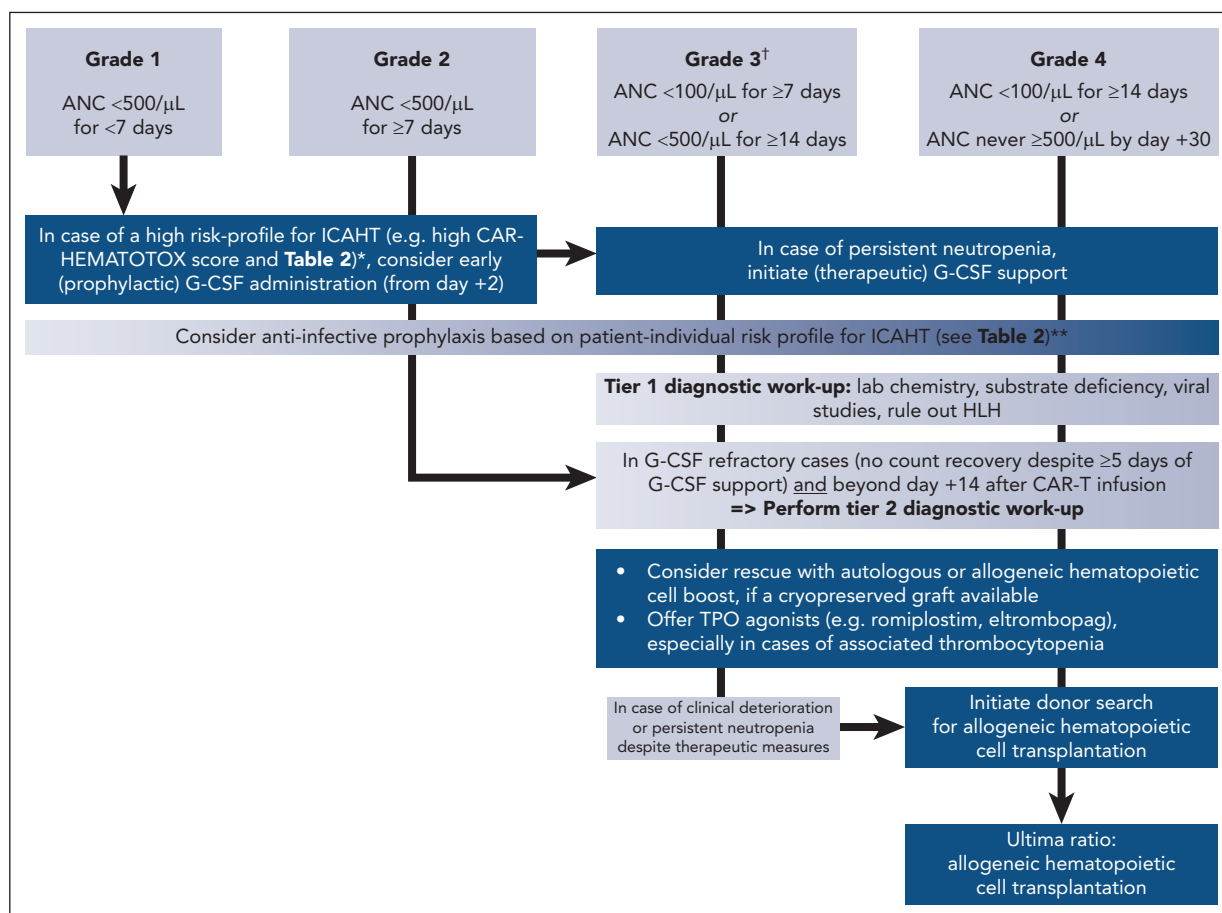 Grade 1
ANC <500/μL
for <7 days
Grade 2
ANC <500/μL
for ≥7 days
Grade 3†
ANC <100/μL for ≥7 days
or
ANC <500/μL for ≥14 days
Grade 4
ANC <100/μL for ≥14 days
or
ANC never ≥500/μL by day +30
In case of a high risk-profile for ICAHT (e.g. high CAR-
HEMATOTOX score and Table 2)*, consider early
(prophylactic) G-CSF administration (from day +2)
In case of persistent neutropenia,
initiate (therapeutic) G-CSF support
Consider anti-infective prophylaxis based on patient-individual risk profile for ICAHT (see Table 2)**
Tier 1 diagnostic work-up: lab chemistry, substrate deficiency, viral
studies, rule out HLH
In G-CSF refractory cases (no count recovery despite ≥5 days of
G-CSF support) and beyond day +14 after CAR-T infusion
=> Perform tier 2 diagnostic work-up
• Consider rescue with autologous or allogeneic hematopoietic
cell boost, if a cryopreserved graft available
• Offer TPO agonists (e.g. romiplostim, eltrombopag),
especially in cases of associated thrombocytopenia
In case of clinical deterioration
or persistent neutropenia
despite therapeutic measures
Initiate donor search
for allogeneic hematopoietic
cell transplantation
Ultima ratio:
allogeneic hematopoietic
cell transplantation